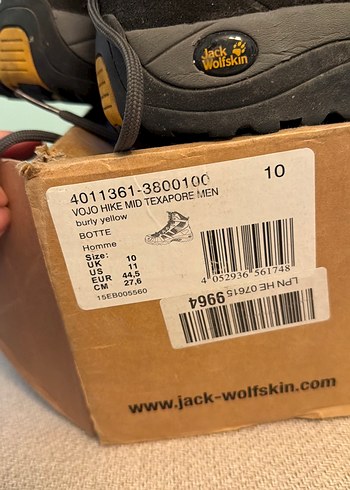 Jack
Wolfskin
4011361-3800100
10
VOJO HIKE MID TEXAPORE MEN
burly yellow
BOTTE
Homme
Size:
UK 10
US 11
EUR 44,5
CM 27,6
15EB005560
4 052936 561748
LPN HE 07615
9964
www.jack-wolfskin.com